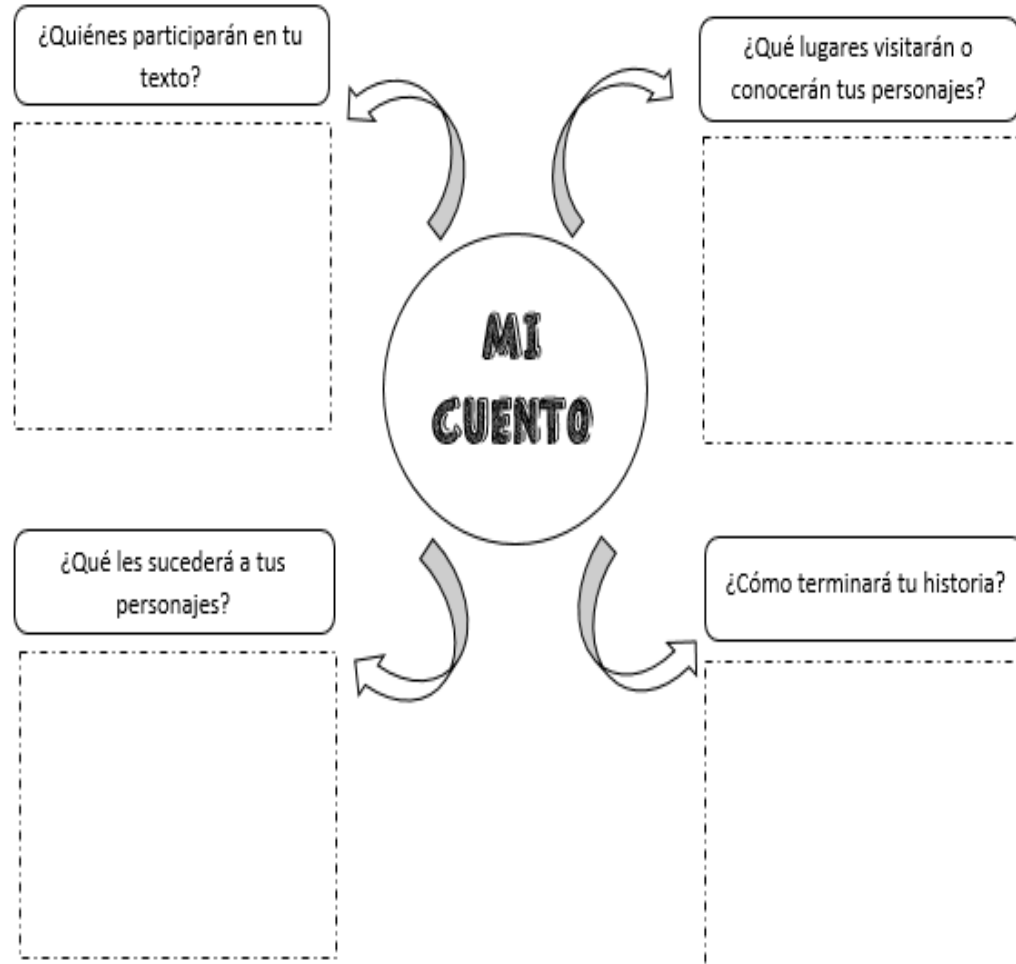 ¿Quiénes participarán en tu
texto?
¿Qué lugares visitarán o
conocerán tus personajes?
MI
CUENTO
¿Qué les sucederá a tus
personajes?
¿Cómo terminará tu historia?